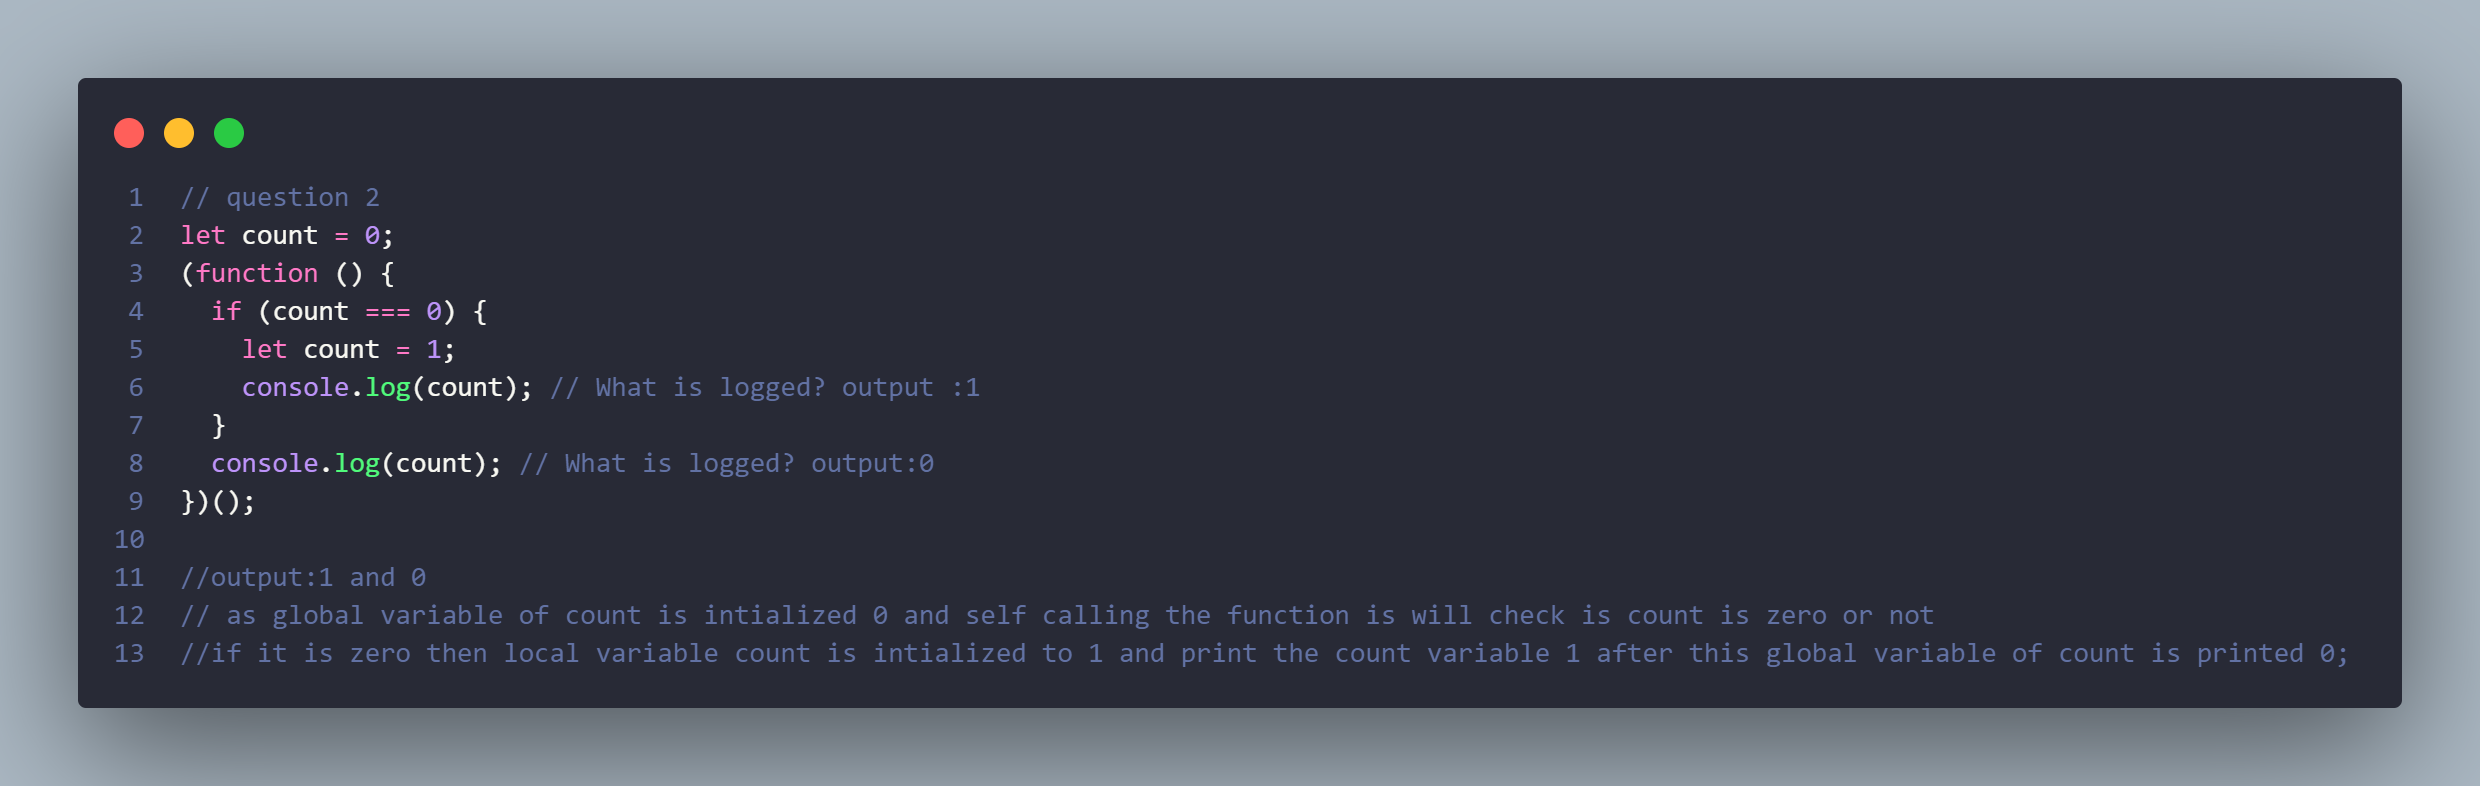 1 // question 2
2 let count = 0;
3 (function () {
4   if (count === 0) {
5     let count = 1;
6     console.log(count); // What is logged? output :1
7   }
8   console.log(count); // What is logged? output:0
9 })();
10
11 //output:1 and 0
12 // as global variable of count is intialized 0 and self calling the function is will check is count is zero or not
13 //if it is zero then local variable count is intialized to 1 and print the count variable 1 after this global variable of count is printed 0;